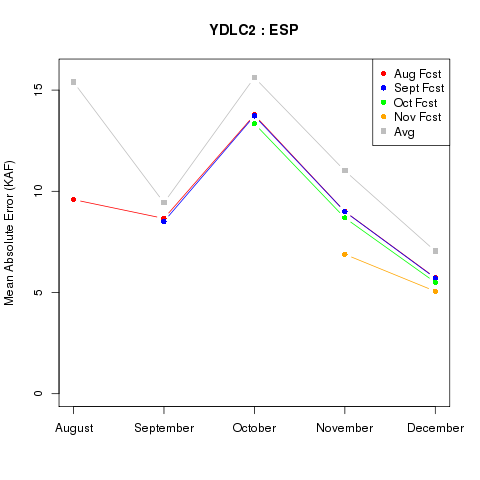 YDLC2 : ESP
Aug Fcst
Sept Fcst
Oct Fcst
Nov Fcst
Avg
Mean Absolute Error (KAF)
15
10
5
0
August September October November December